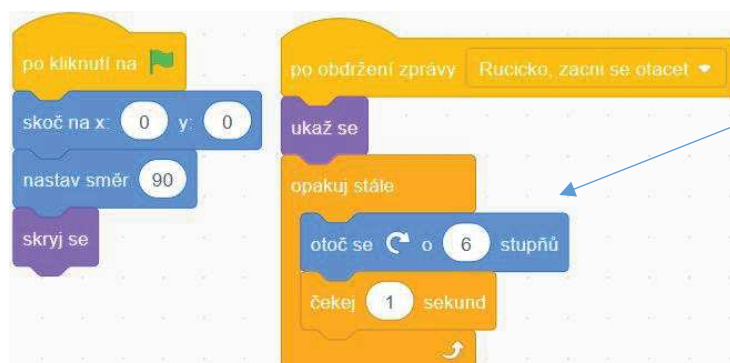 po kliknutí na
skoč na x: 0 y: 0
nastav směr 90
skryj se
po obdržení zprávy Rucicko, zacni se otacet
ukaž se
opakuj stále
otoč se o 6 stupňů
čekej 1 sekund